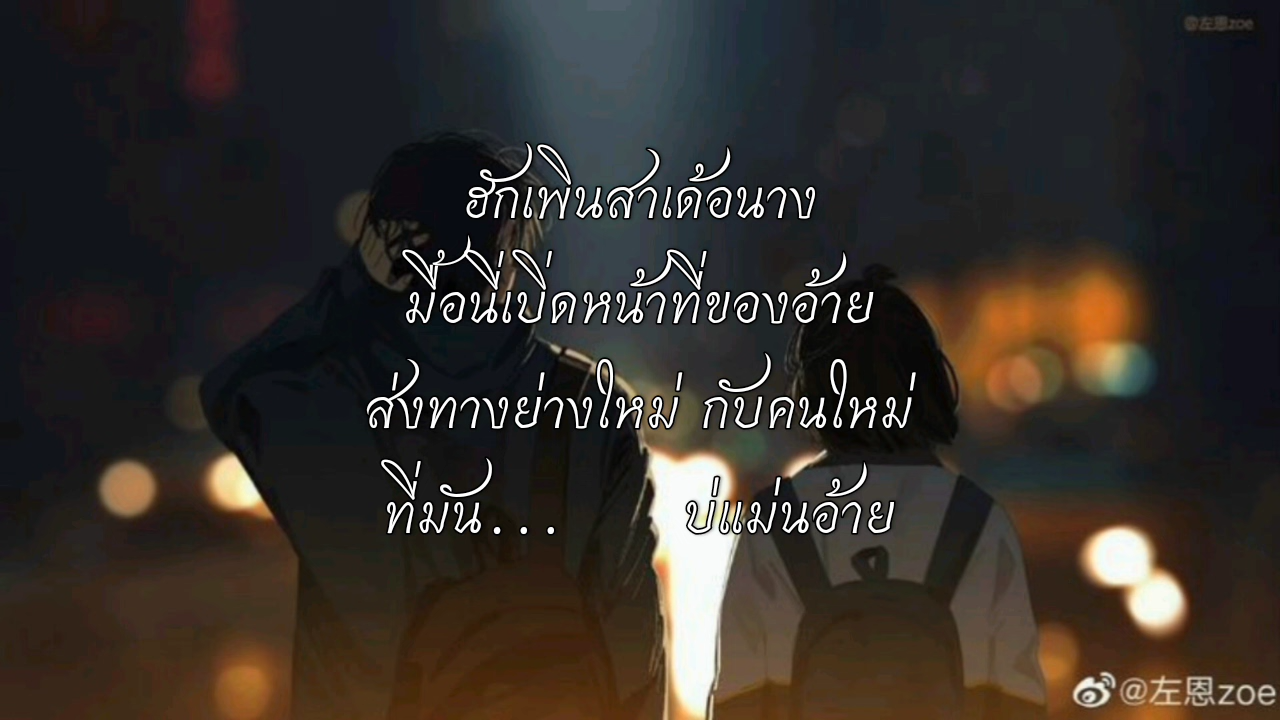 @左恩zoe
ฮักเพิ่นสาเด้อนาง
มื้อนี้เบิ่ดหน้าที่ของอ้าย
ส่งทางย่างใหม่ กับคนใหม่
ที่มัน... บ่แม่นอ้าย
@左恩zoe